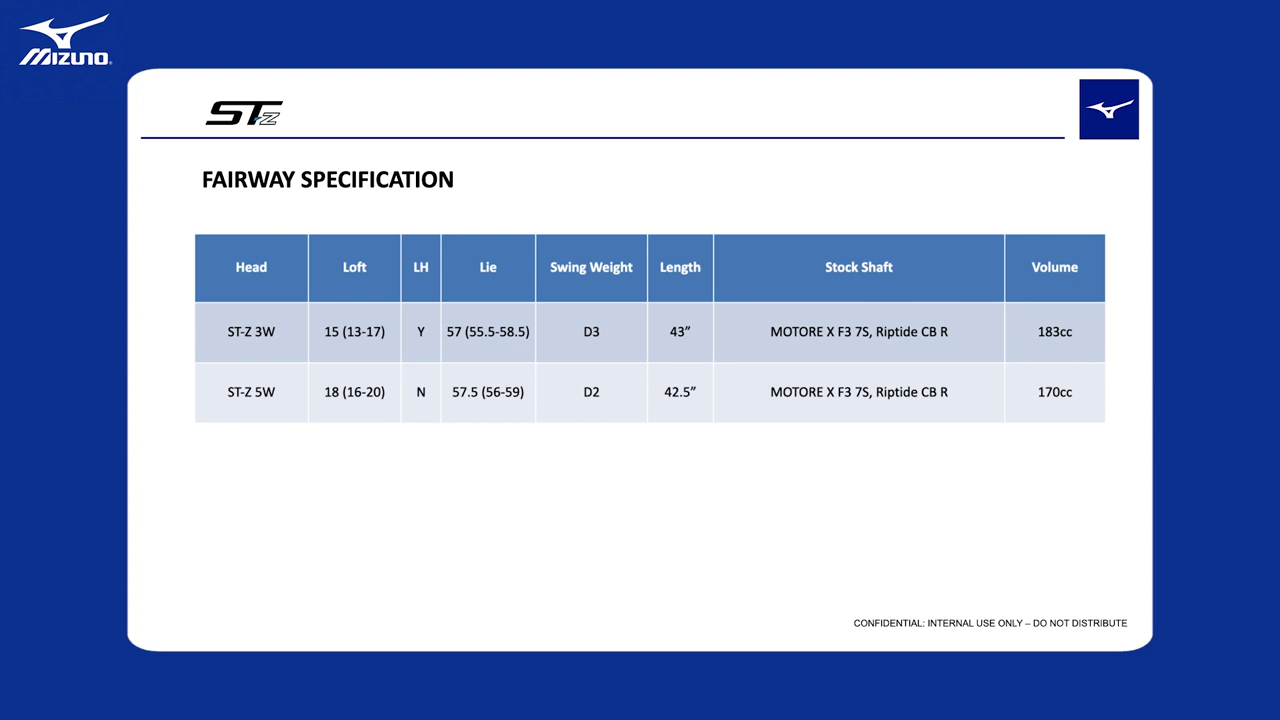 MIZUNO
ST-Z
FAIRWAY SPECIFICATION
Head Loft LH Lie Swing Weight Length Stock Shaft Volume
ST-Z 3W 15 (13-17) Y 57 (55.5-58.5) D3 43” MOTORE X F3 7S, Riptide CB R 183cc
ST-Z 5W 18 (16-20) N 57.5 (56-59) D2 42.5” MOTORE X F3 7S, Riptide CB R 170cc
CONFIDENTIAL: INTERNAL USE ONLY – DO NOT DISTRIBUTE